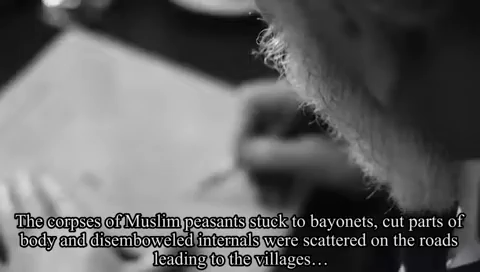 The corpses of Muslim peasants stuck to bayonets, cut parts of
body and disemboweled internals were scattered on the roads
leading to the villages…